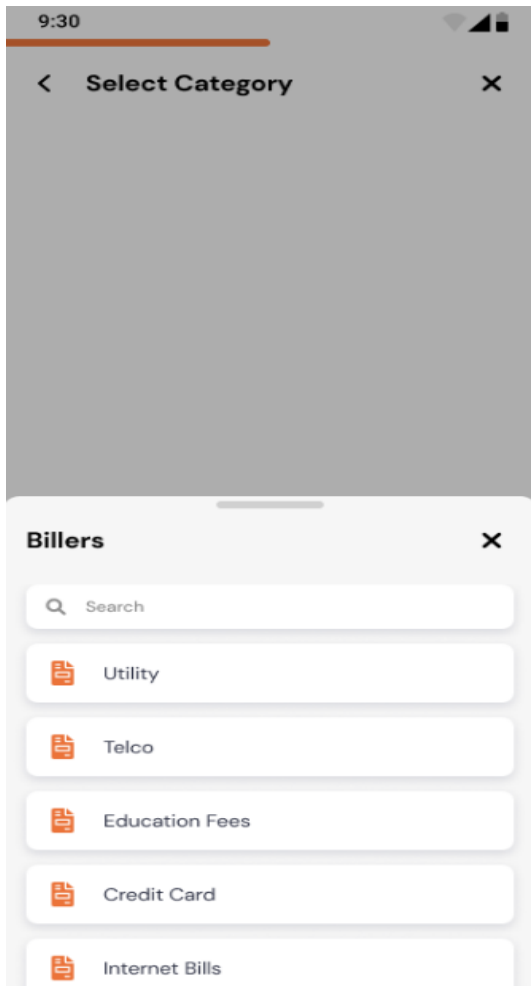 9:30
Select Category
Billers
Search
Utility
Telco
Education Fees
Credit Card
Internet Bills